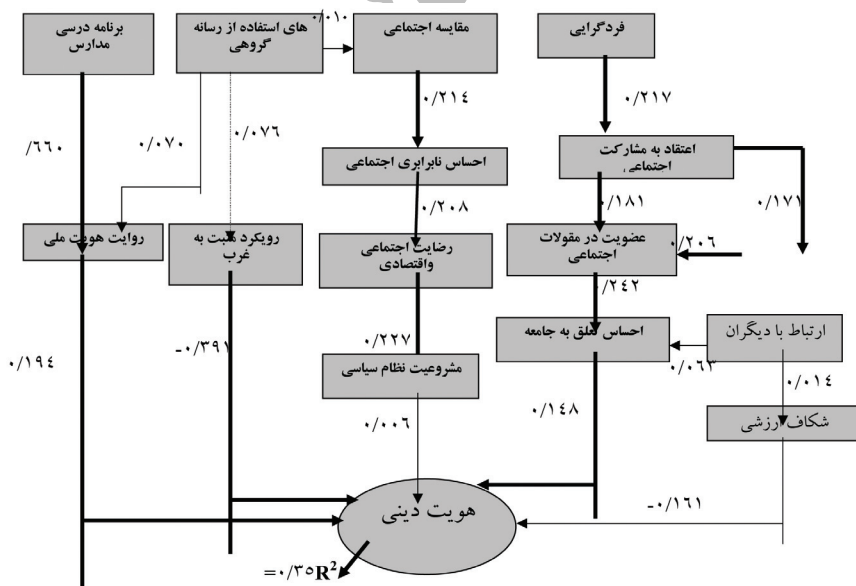 برنامه درسی
مدارس
های استفاده از رسانه
گروهی
۰/۰۱۰
مقایسه اجتماعی
فردگرایی
۰/۲۱۴
۰/۲۱۷
/۶۶۰
۰/۰۷۰
۰/۰۷۶
احساس نابرابری اجتماعی
اعتقاد به مشارکت
اجتماعی
۰/۲۰۸
۰/۱۸۱
۰/۱۷۱
روایت هویت ملی
رویکرد مثبت به
غرب
رضایت اجتماعی
واقتصادی
عضویت در مقولات
اجتماعی
۰/۲۰۶
۰/۲۴۲
۰/۱۹۴
-۰/۳۹۱
۰/۲۲۷
احساس تعلق به جامعه
ارتباط با دیگران
۰/۰۶۳
مشروعیت نظام سیاسی
۰/۰۱۴
۰/۰۰۶
۰/۱۴۸
شکاف ارزشی
هویت دینی
-۰/۱۶۱
=۰/۳۵R²